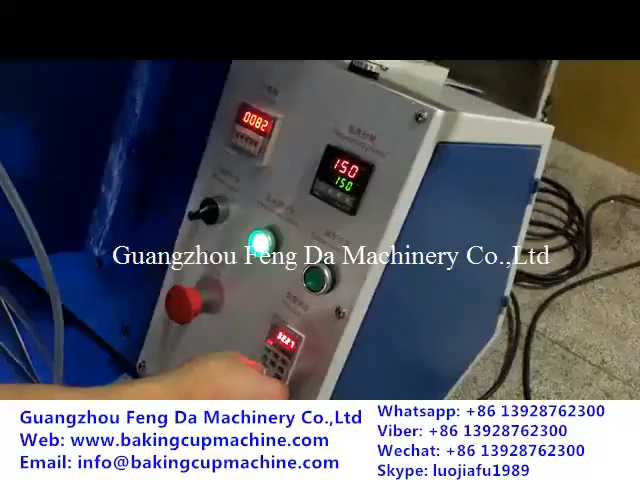 0082
150
150
Guangzhou Feng Da Machinery Co.,Ltd
Guangzhou Feng Da Machinery Co.,Ltd
Web: www.bakingcupmachine.com
Email: info@bakingcupmachine.com
Whatsapp: +86 13928762300
Viber: +86 13928762300
Wechat: +86 13928762300
Skype: luojiafu1989